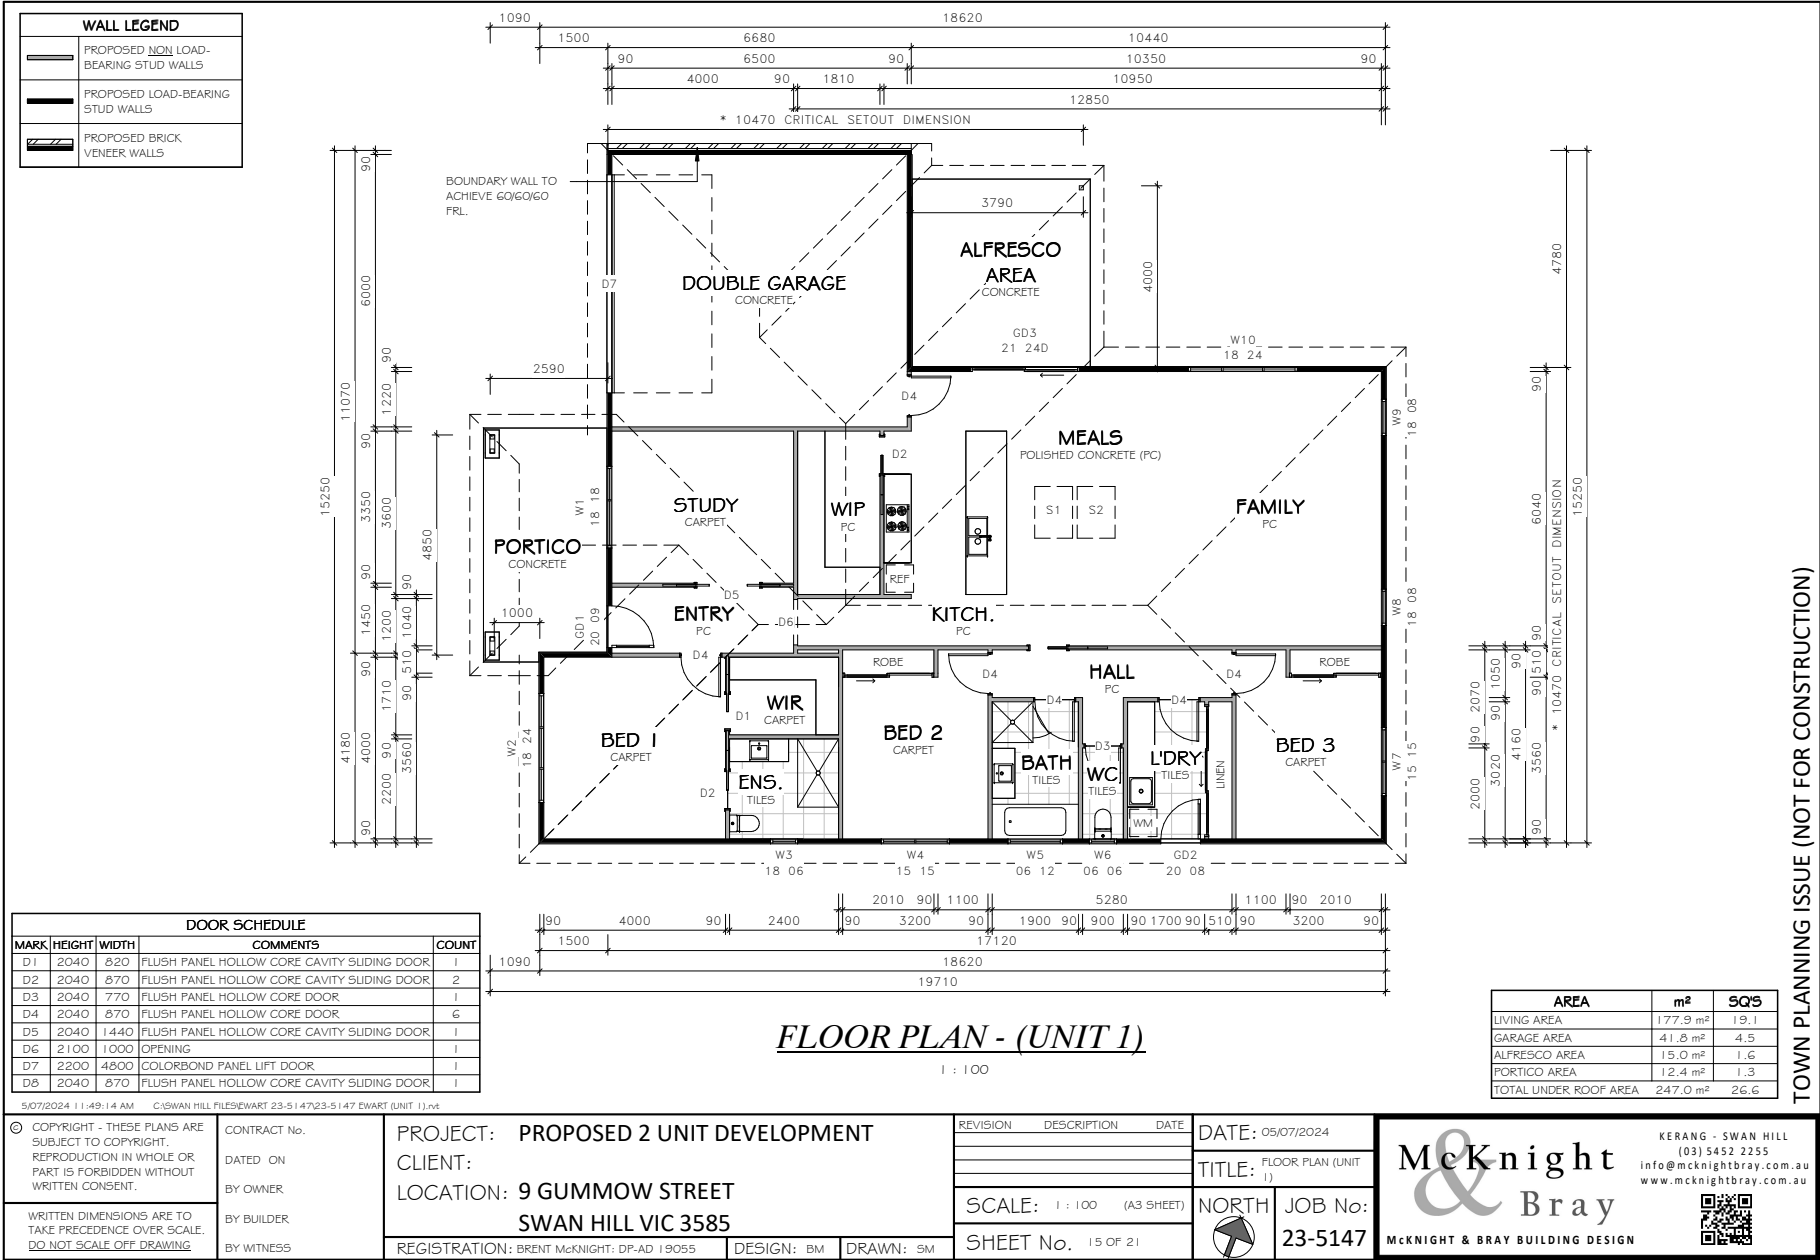 WALL LEGEND
PROPOSED NON LOAD-
BEARING STUD WALLS
PROPOSED LOAD-BEARING
STUD WALLS
PROPOSED BRICK
VENEER WALLS
1090 18620
1500 6680 10440
90 6500 90 10350 90
4000 90 1810 10950
12850
* 10470 CRITICAL SETOUT DIMENSION
BOUNDARY WALL TO
ACHIEVE 60/60/60
FRL.
3790
ALFRESCO
AREA
CONCRETE
DOUBLE GARAGE
CONCRETE
D7
4000
GD3
21 24D
W10
18 24
2590
D4
W9
18 08
MEALS
POLISHED CONCRETE (PC)
D2
STUDY
CARPET
WIP
PC
S1 S2
FAMILY
PC
W1
18 18
PORTICO
CONCRETE
REF
D5
1000
GD1
20 09
ENTRY
PC
D6
KITCH.
PC
W8
18 08
D4
ROBE
D4
HALL
PC
D4
ROBE
WIR
CARPET
D1
D4
D4
BED 1
CARPET
W2
18 24
BED 2
CARPET
BED 3
CARPET
D3
BATH
TILES
WC
TILES
L'DRY
TILES
LINEN
W7
15 15
ENS.
TILES
D2
WM
W3
18 06
W4
15 15
W5
06 12
W6
06 06
GD2
20 08
15250
11070
4180
90
6000
90
3350
90
1450
90
4000
90
90
1220
3600
1200
1710
90
2200
90
1040
510
90
3560
4850
4780
15250
* 10470 CRITICAL SETOUT DIMENSION
90
6040
90
510
90
3560
90
90
4160
1050
90
3020
2070
90
2000
2010 90 1100 5280 1100 90 2010
90 4000 90 2400 90 3200 90 1900 90 900 90 1700 90 510 90 3200 90
1500 17120
1090 18620
19710
DOOR SCHEDULE
MARK HEIGHT WIDTH COMMENTS COUNT
D1 2040 820 FLUSH PANEL HOLLOW CORE CAVITY SLIDING DOOR 1
D2 2040 870 FLUSH PANEL HOLLOW CORE CAVITY SLIDING DOOR 2
D3 2040 770 FLUSH PANEL HOLLOW CORE DOOR 1
D4 2040 870 FLUSH PANEL HOLLOW CORE DOOR 6
D5 2040 1440 FLUSH PANEL HOLLOW CORE CAVITY SLIDING DOOR 1
D6 2100 1000 OPENING 1
D7 2200 4800 COLORBOND PANEL LIFT DOOR 1
D8 2040 870 FLUSH PANEL HOLLOW CORE CAVITY SLIDING DOOR 1
5/07/2024 11:49:14 AM C:\SWAN HILL FILES\EWART 23-5147\23-5147 EWART (UNIT 1).rvt
FLOOR PLAN - (UNIT 1)
1 : 100
AREA m² SQ'S
LIVING AREA 177.9 m² 19.1
GARAGE AREA 41.8 m² 4.5
ALFRESCO AREA 15.0 m² 1.6
PORTICO AREA 12.4 m² 1.3
TOTAL UNDER ROOF AREA 247.0 m² 26.6
TOWN PLANNING ISSUE (NOT FOR CONSTRUCTION)
© COPYRIGHT - THESE PLANS ARE
SUBJECT TO COPYRIGHT.
REPRODUCTION IN WHOLE OR
PART IS FORBIDDEN WITHOUT
WRITTEN CONSENT.
WRITTEN DIMENSIONS ARE TO
TAKE PRECEDENCE OVER SCALE.
DO NOT SCALE OFF DRAWING
CONTRACT No.
DATED ON
BY OWNER
BY BUILDER
BY WITNESS
PROJECT: PROPOSED 2 UNIT DEVELOPMENT
CLIENT:
LOCATION: 9 GUMMOW STREET
SWAN HILL VIC 3585
REGISTRATION: BRENT McKNIGHT: DP-AD 19055 DESIGN: BM DRAWN: SM
REVISION DESCRIPTION DATE
SCALE: 1 : 100 (A3 SHEET)
SHEET No. 15 OF 21
DATE: 05/07/2024
TITLE: FLOOR PLAN (UNIT
1)
NORTH
JOB No:
23-5147
McKnight
&
Bray
McKNIGHT & BRAY BUILDING DESIGN
KERANG - SWAN HILL
(03) 5452 2255
info@mcknightbray.com.au
www.mcknightbray.com.au